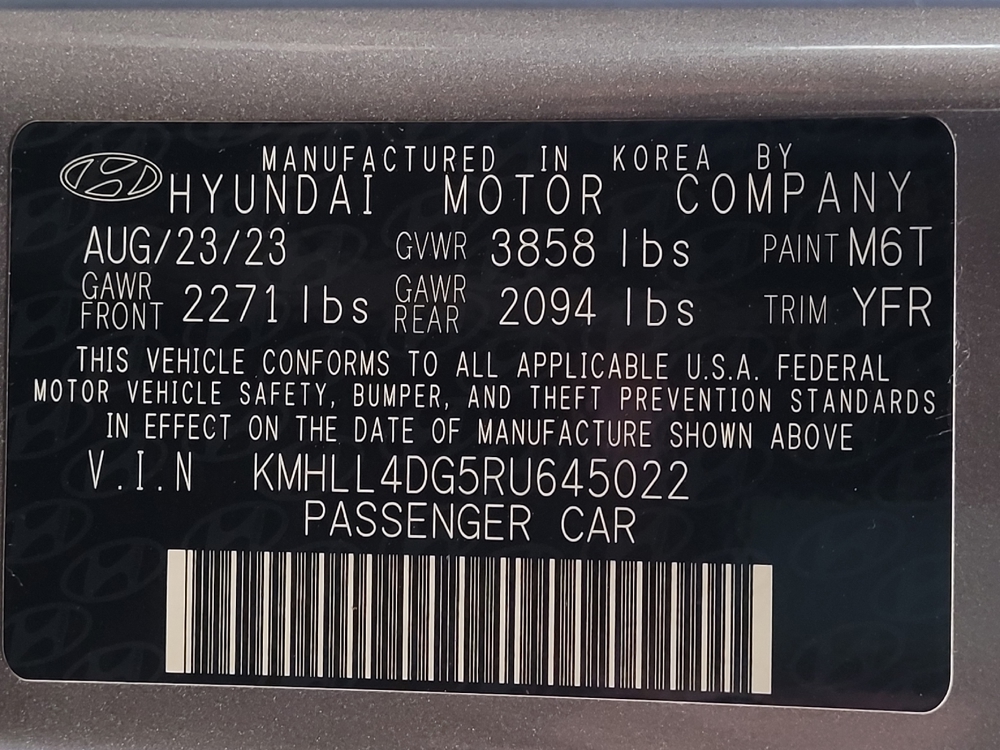 MANUFACTURED IN KOREA BY
HYUNDAI MOTOR COMPANY
AUG/23/23 GVWR 3858 lbs PAINT M6T
GAWR FRONT 2271 lbs GAWR REAR 2094 lbs TRIM YFR
THIS VEHICLE CONFORMS TO ALL APPLICABLE U.S.A. FEDERAL
MOTOR VEHICLE SAFETY, BUMPER, AND THEFT PREVENTION STANDARDS
IN EFFECT ON THE DATE OF MANUFACTURE SHOWN ABOVE
V.I.N KMHLL4DG5RU645022
PASSENGER CAR